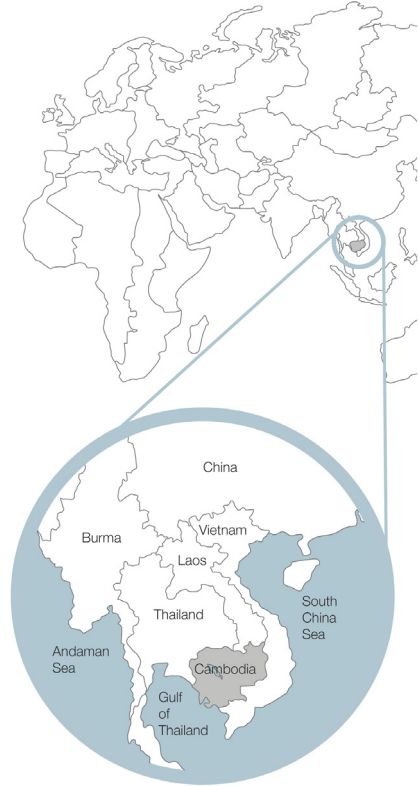 China
Vietnam
Burma
Laos
Thailand
South
China
Sea
Andaman
Sea
Cambodia
Gulf
of
Thailand